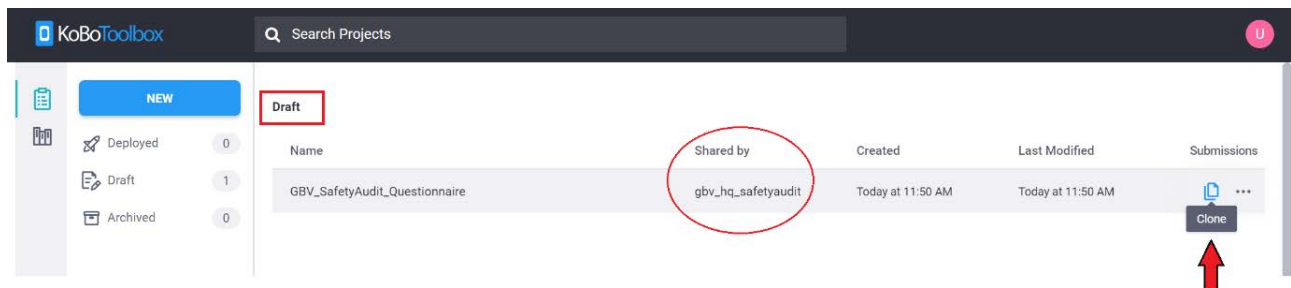 KoBoToolbox
Search Projects
U
NEW
Deployed 0
Draft 1
Archived 0
Draft
Name Shared by Created Last Modified Submissions
GBV_SafetyAudit_Questionnaire gbv_hq_safetyaudit Today at 11:50 AM Today at 11:50 AM
Clone